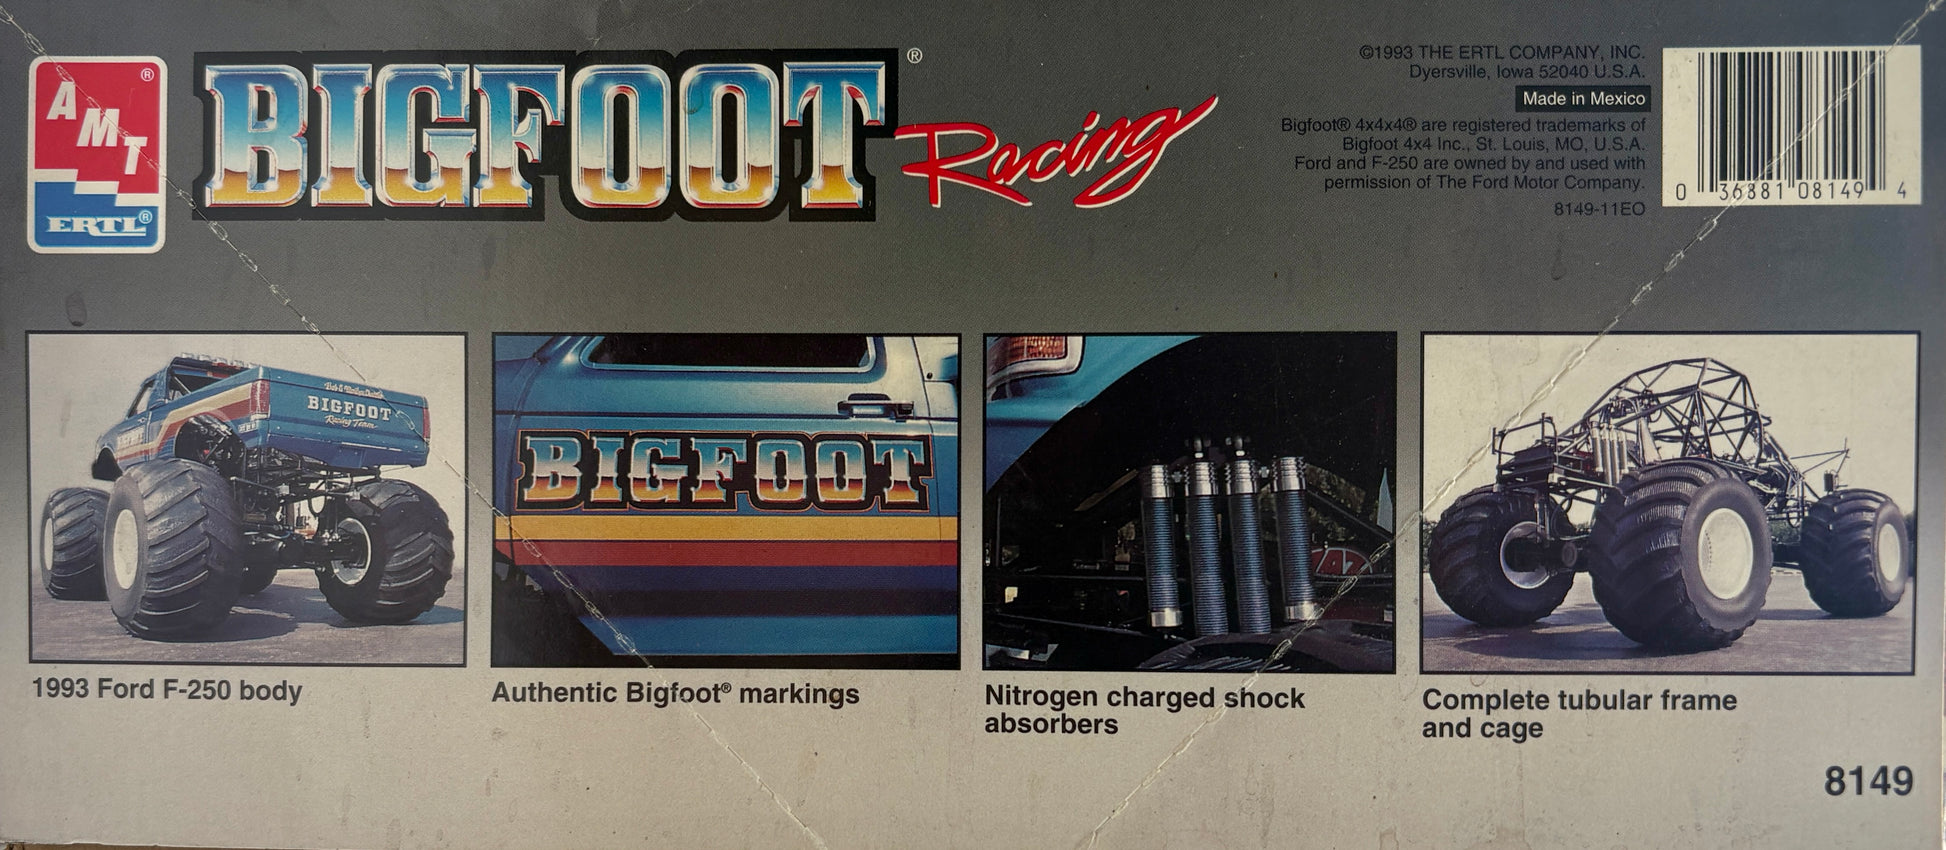 AMT®
ERTL®
BIGFOOT®
Racing
©1993 THE ERTL COMPANY, INC.
Dyersville, Iowa 52040 U.S.A.
Made in Mexico
Bigfoot® 4x4x4® are registered trademarks of
Bigfoot 4x4 Inc., St. Louis, MO, U.S.A.
Ford and F-250 are owned by and used with
permission of The Ford Motor Company.
8149-11EO
0 36881 08149 4
BIGFOOT
Racing Team
BIGFOOT
BIGFOOT
1993 Ford F-250 body
Authentic Bigfoot® markings
Nitrogen charged shock
absorbers
Complete tubular frame
and cage
8149